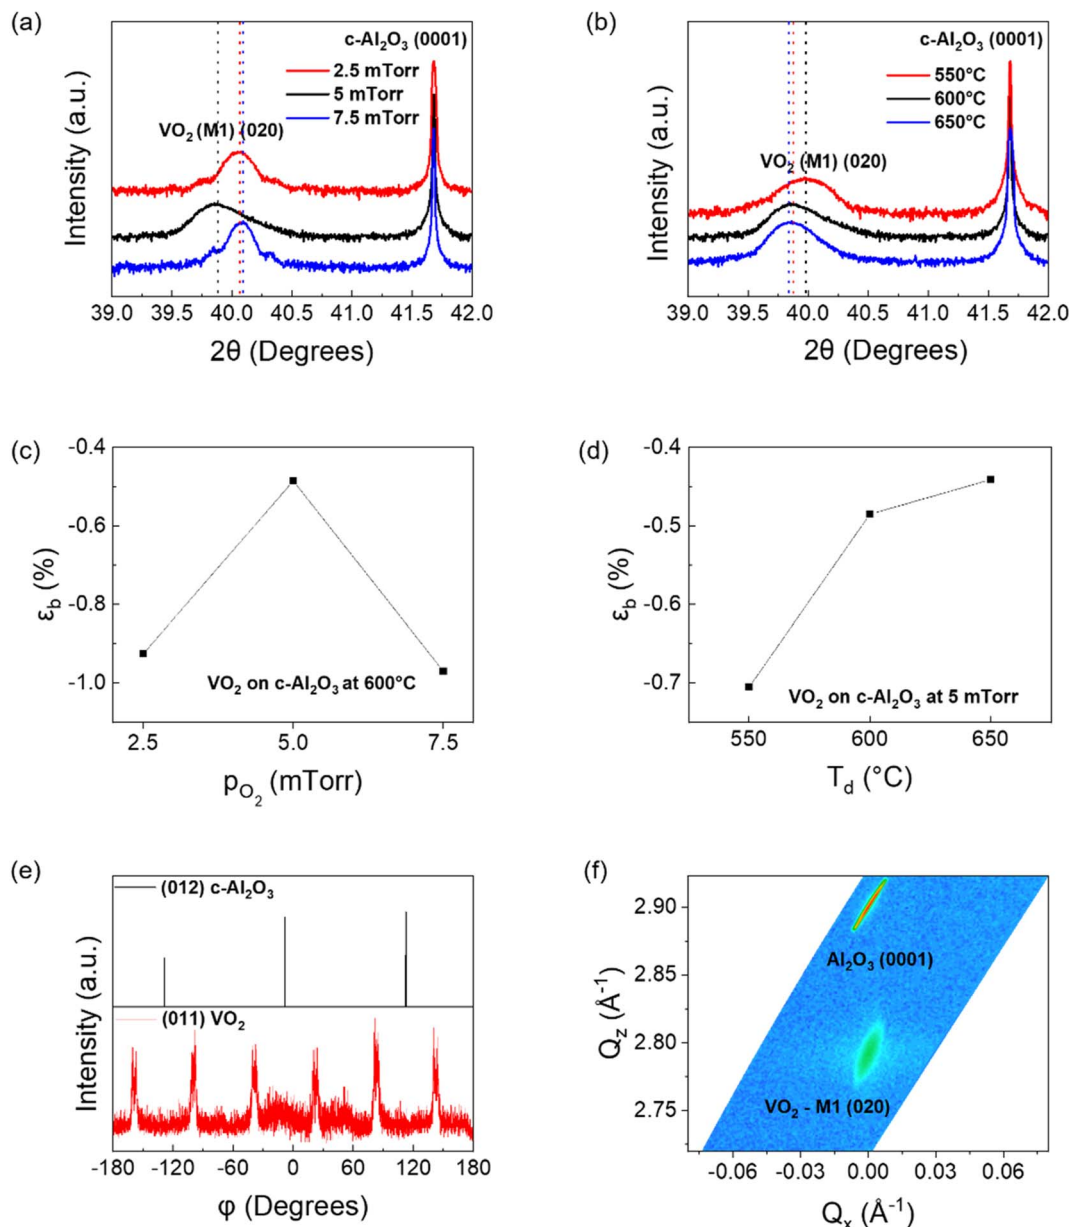 (a)
c-Al₂O₃ (0001)
2.5 mTorr
5 mTorr
7.5 mTorr
VO₂ (M1) (020)
Intensity (a.u.)
39.0 39.5 40.0 40.5 41.0 41.5 42.0
2θ (Degrees)
(b)
c-Al₂O₃ (0001)
550°C
600°C
650°C
VO₂ (M1) (020)
Intensity (a.u.)
39.0 39.5 40.0 40.5 41.0 41.5 42.0
2θ (Degrees)
(c)
-0.4
-0.6
-0.8
-1.0
ε_b (%)
VO₂ on c-Al₂O₃ at 600°C
2.5 5.0 7.5
p_O₂ (mTorr)
(d)
-0.4
-0.5
-0.6
-0.7
ε_b (%)
VO₂ on c-Al₂O₃ at 5 mTorr
550 600 650
T_d (°C)
(e)
(012) c-Al₂O₃
(011) VO₂
Intensity (a.u.)
-180 -120 -60 0 60 120 180
φ (Degrees)
(f)
2.90
2.85
2.80
2.75
Q_z (Å⁻¹)
Al₂O₃ (0001)
VO₂ - M1 (020)
-0.06 -0.03 0.00 0.03 0.06
Q_x (Å⁻¹)